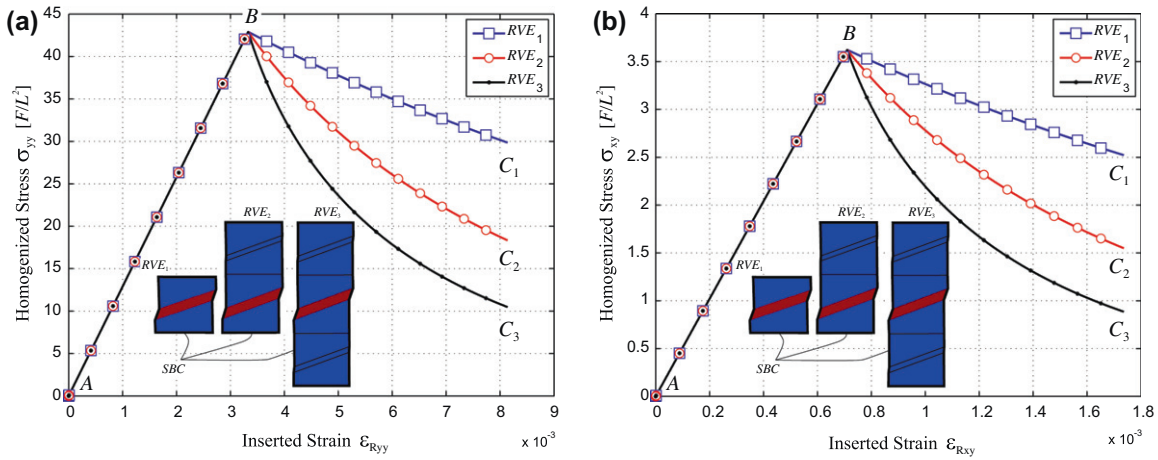 (a)
45
40
35
30
25
20
15
10
5
0
Homogenized Stress σyy [F/L²]
0 1 2 3 4 5 6 7 8 9
x 10⁻³
Inserted Strain εRyy
RVE₁
RVE₂
RVE₃
A
B
C₁
C₂
C₃
RVE₁
RVE₂
RVE₃
SBC
(b)
4
3.5
3
2.5
2
1.5
1
0.5
0
Homogenized Stress σxy [F/L²]
0 0.2 0.4 0.6 0.8 1 1.2 1.4 1.6 1.8
x 10⁻³
Inserted Strain εRxy
RVE₁
RVE₂
RVE₃
A
B
C₁
C₂
C₃
RVE₁
RVE₂
RVE₃
SBC